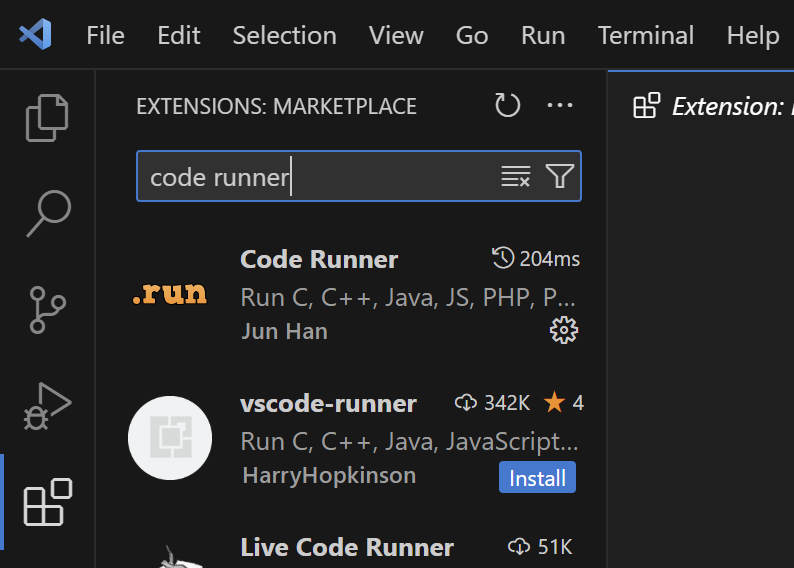 File Edit Selection View Go Run Terminal Help
EXTENSIONS: MARKETPLACE
Extension:
code runner
Code Runner 204ms
.run
Run C, C++, Java, JS, PHP, P...
Jun Han
vscode-runner 342K 4
Run C, C++, Java, JavaScript...
HarryHopkinson Install
Live Code Runner 51K